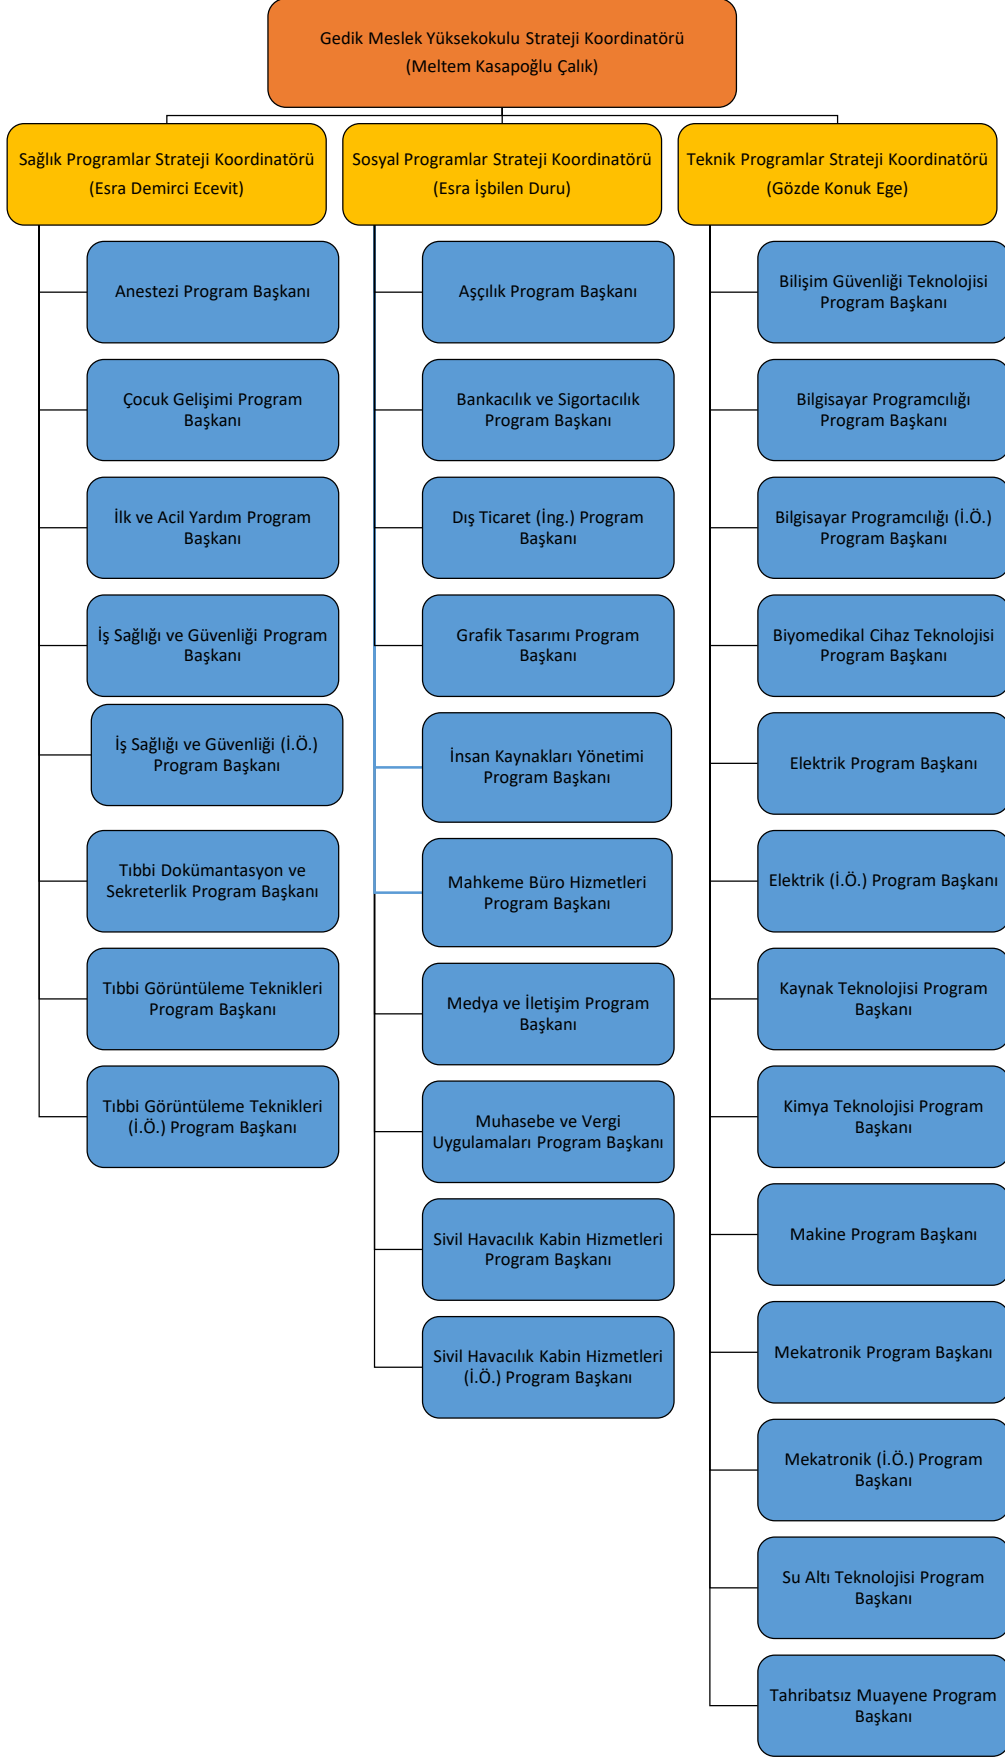 Gedik Meslek Yüksekokulu Strateji Koordinatörü
(Meltem Kasapoğlu Çalık)
Sağlık Programlar Strateji Koordinatörü
(Esra Demirci Ecevit)
Anestezi Program Başkanı
Çocuk Gelişimi Program
Başkanı
İlk ve Acil Yardım Program
Başkanı
İş Sağlığı ve Güvenliği Program
Başkanı
İş Sağlığı ve Güvenliği (İ.Ö.)
Program Başkanı
Tıbbi Dokümantasyon ve
Sekreterlik Program Başkanı
Tıbbi Görüntüleme Teknikleri
Program Başkanı
Tıbbi Görüntüleme Teknikleri
(İ.Ö.) Program Başkanı
Sosyal Programlar Strateji Koordinatörü
(Esra İşbilen Duru)
Aşçılık Program Başkanı
Bankacılık ve Sigortacılık
Program Başkanı
Dış Ticaret (İng.) Program
Başkanı
Grafik Tasarımı Program
Başkanı
İnsan Kaynakları Yönetimi
Program Başkanı
Mahkeme Büro Hizmetleri
Program Başkanı
Medya ve İletişim Program
Başkanı
Muhasebe ve Vergi
Uygulamaları Program Başkanı
Sivil Havacılık Kabin Hizmetleri
Program Başkanı
Sivil Havacılık Kabin Hizmetleri
(İ.Ö.) Program Başkanı
Teknik Programlar Strateji Koordinatörü
(Gözde Konuk Ege)
Bilişim Güvenliği Teknolojisi
Program Başkanı
Bilgisayar Programcılığı
Program Başkanı
Bilgisayar Programcılığı (İ.Ö.)
Program Başkanı
Biyomedikal Cihaz Teknolojisi
Program Başkanı
Elektrik Program Başkanı
Elektrik (İ.Ö.) Program Başkanı
Kaynak Teknolojisi Program
Başkanı
Kimya Teknolojisi Program
Başkanı
Makine Program Başkanı
Mekatronik Program Başkanı
Mekatronik (İ.Ö.) Program
Başkanı
Su Altı Teknolojisi Program
Başkanı
Tahribatsız Muayene Program
Başkanı